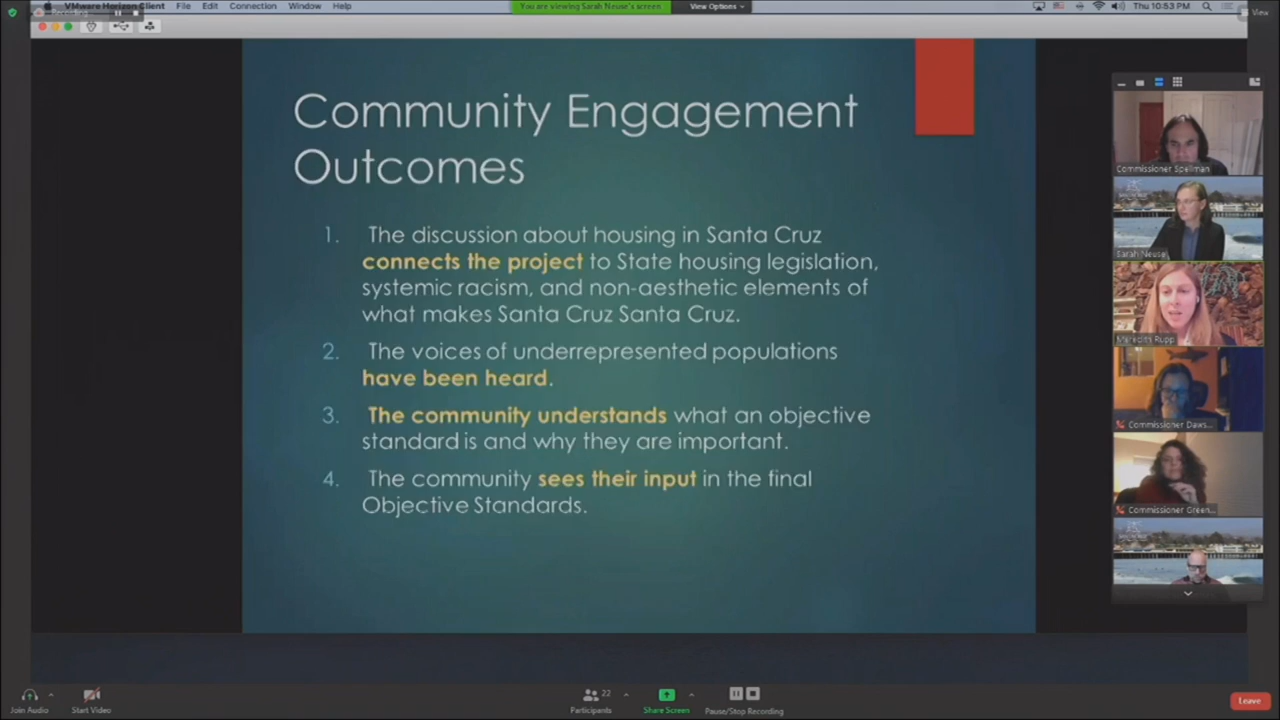 VMware Horizon Client File Edit Connection Window Help
You are viewing Sarah Neuse's screen
View Options
Thu 10:53 PM
View
Community Engagement
Outcomes
1. The discussion about housing in Santa Cruz
connects the project to State housing legislation,
systemic racism, and non-aesthetic elements of
what makes Santa Cruz Santa Cruz.
2. The voices of underrepresented populations
have been heard.
3. The community understands what an objective
standard is and why they are important.
4. The community sees their input in the final
Objective Standards.
Commissioner Spellman
Sarah Neuse
Meredith Rupp
Commissioner Daws...
Commissioner Green...
Join Audio
Start Video
22
Participants
Share Screen
Pause/Stop Recording
Leave